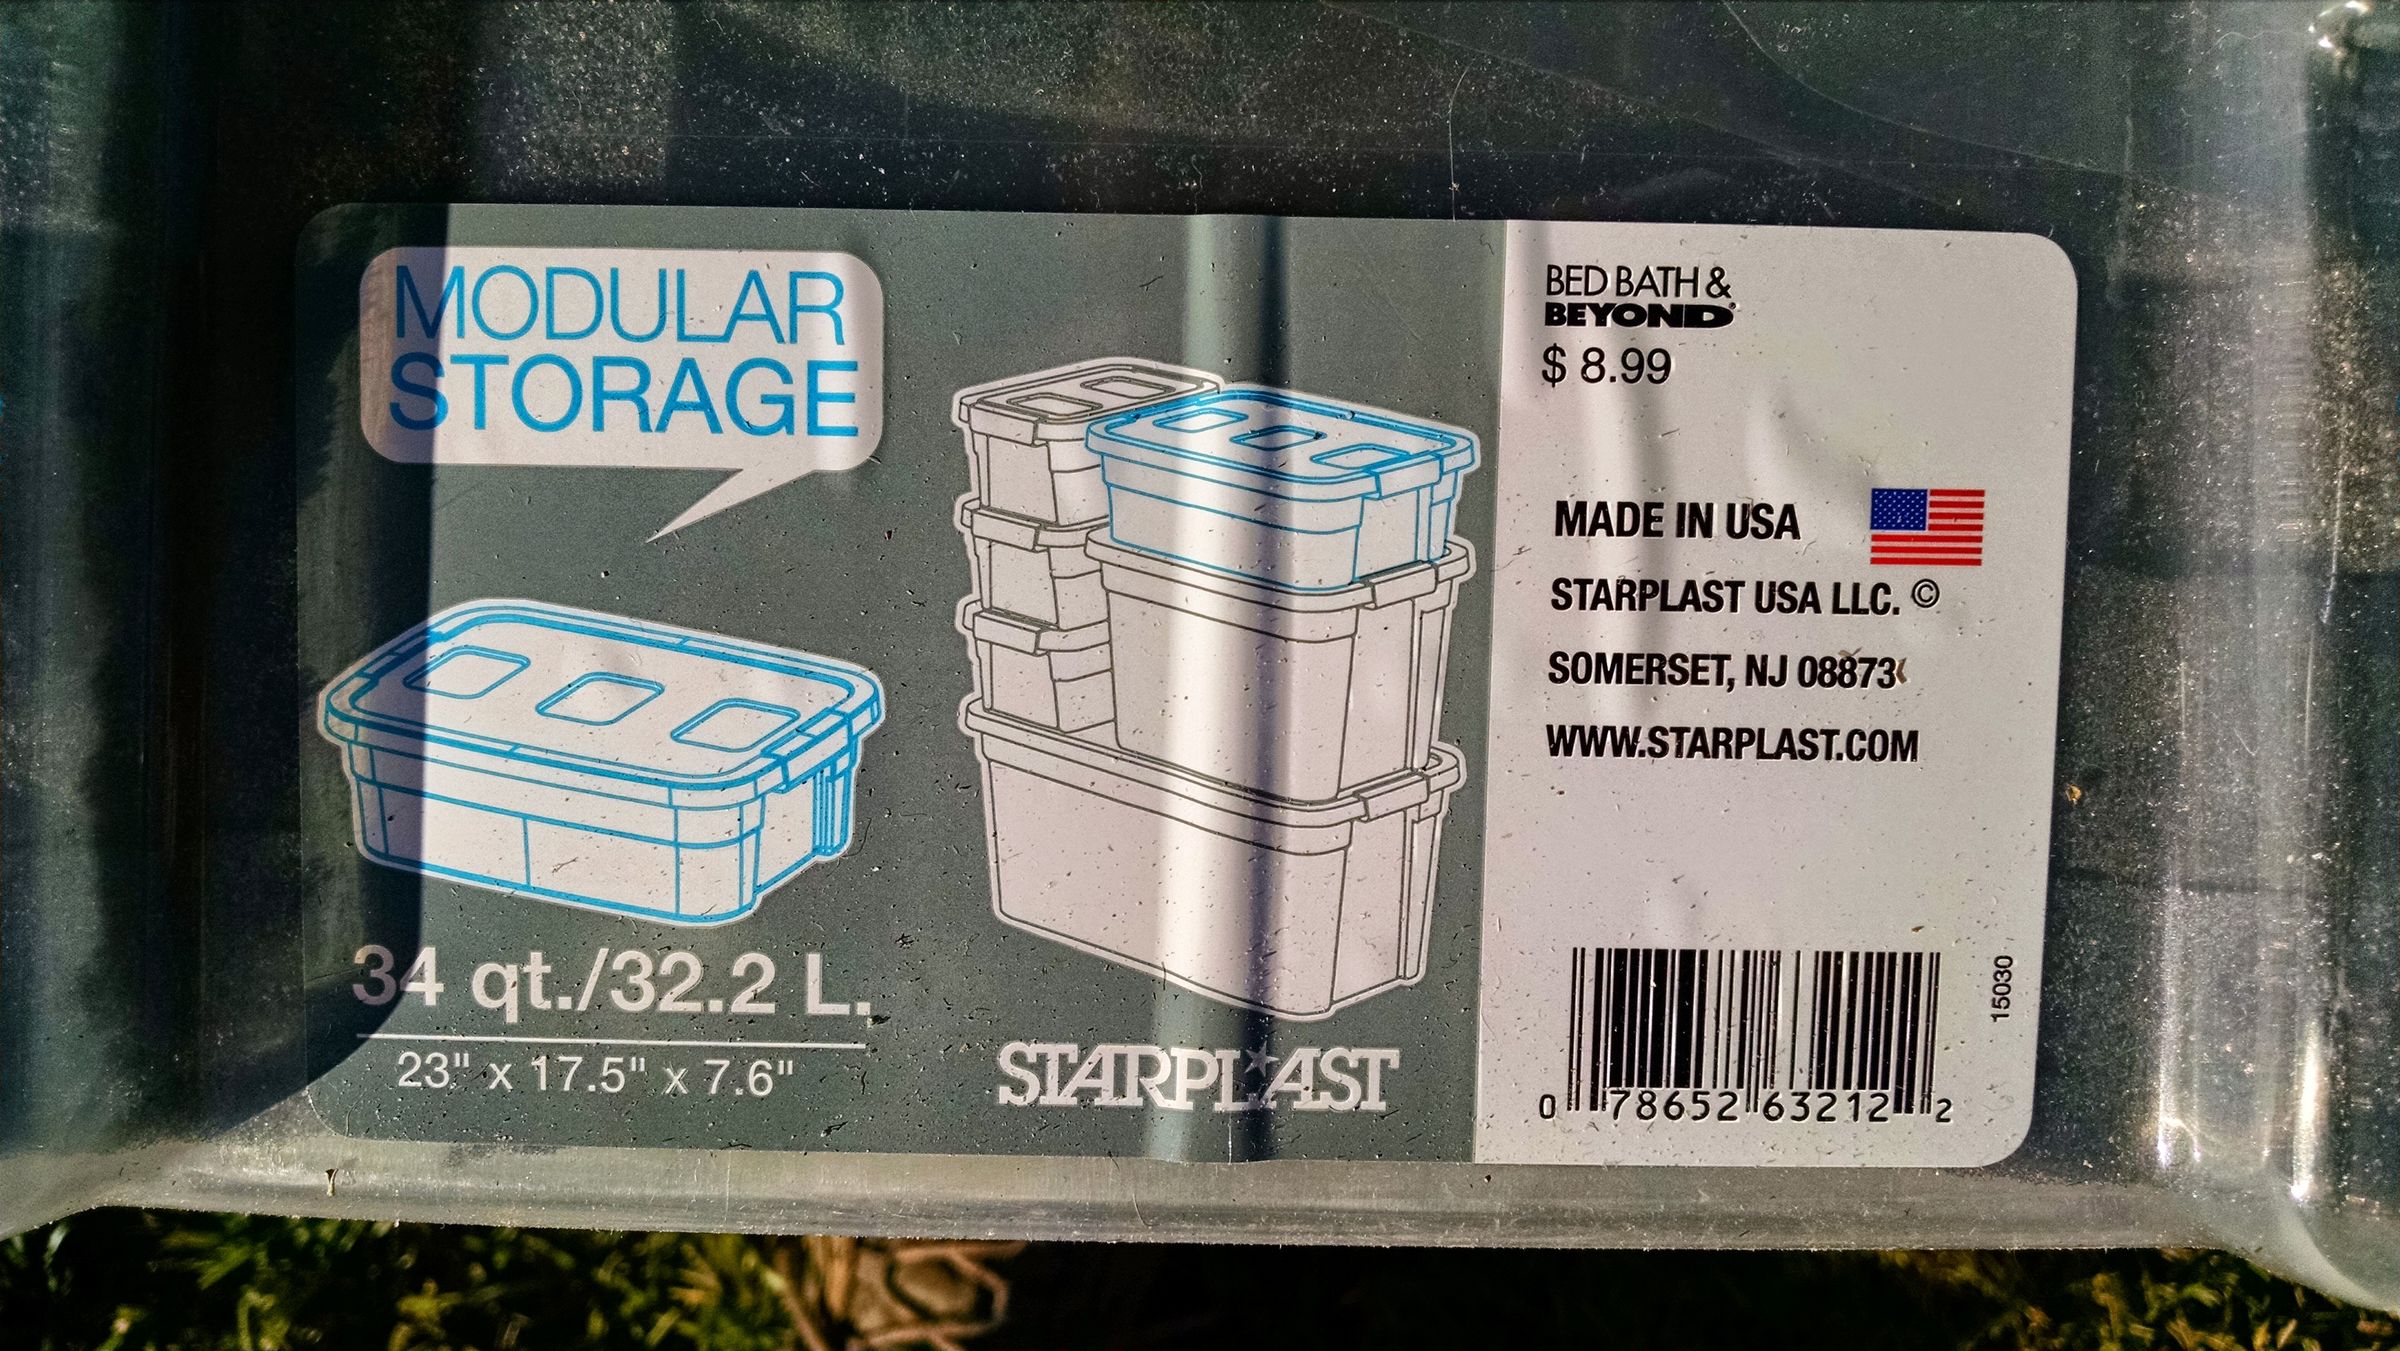 MODULAR
STORAGE
34 qt./32.2 L.
23" x 17.5" x 7.6"
STARPLAST
BED BATH &
BEYOND®
$ 8.99
MADE IN USA
STARPLAST USA LLC. ©
SOMERSET, NJ 08873
WWW.STARPLAST.COM
0 78652 63212 2
15030